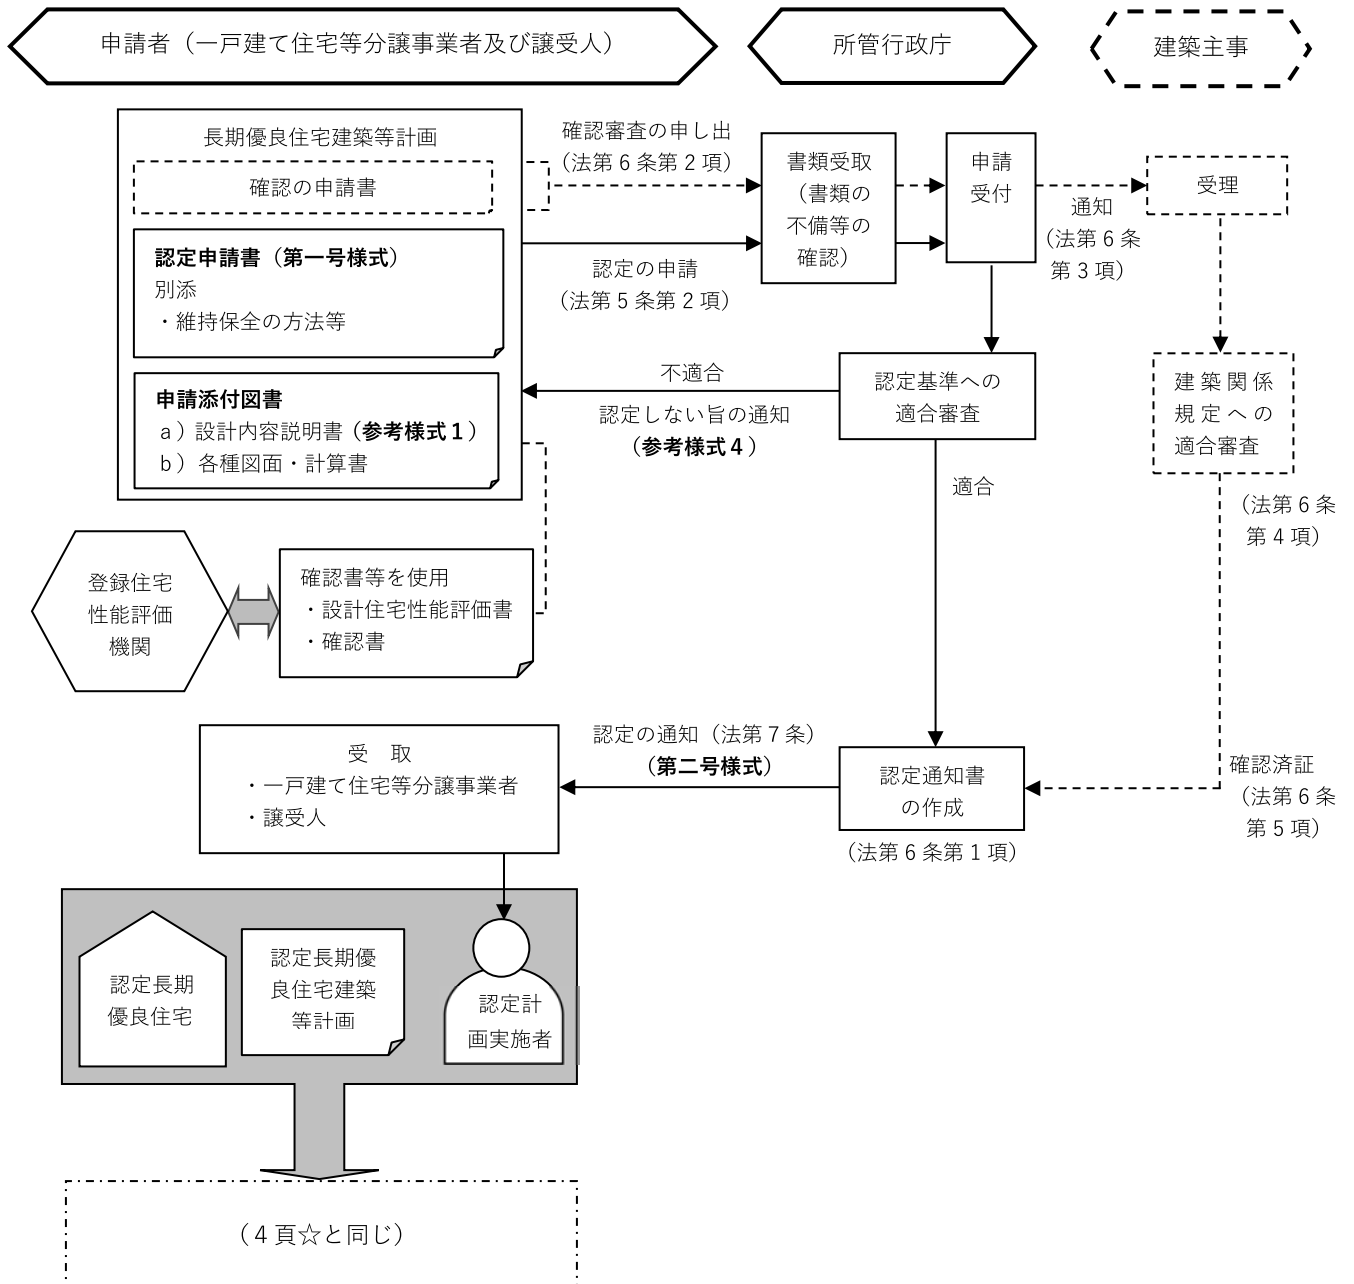 申請者（一戸建て住宅等分譲事業者及び譲受人）
所管行政庁
建築主事
長期優良住宅建築等計画
確認の申請書
認定申請書（第一号様式）
別添
・維持保全の方法等
申請添付図書
a）設計内容説明書（参考様式１）
b）各種図面・計算書
確認審査の申し出
（法第６条第２項）
認定の申請
（法第５条第２項）
書類受取
（書類の
不備等の
確認）
申請
受付
通知
（法第６条
第３項）
受理
不適合
認定しない旨の通知
（参考様式４）
認定基準への
適合審査
適合
建築関係
規定への
適合審査
（法第６条
第４項）
登録住宅
性能評価
機関
確認書等を使用
・設計住宅性能評価書
・確認書
受　取
・一戸建て住宅等分譲事業者
・譲受人
認定の通知（法第７条）
（第二号様式）
認定通知書
の作成
（法第６条第１項）
確認済証
（法第６条
第５項）
認定長期
優良住宅
認定長期優
良住宅建築
等計画
認定計
画実施者
（４頁☆と同じ）